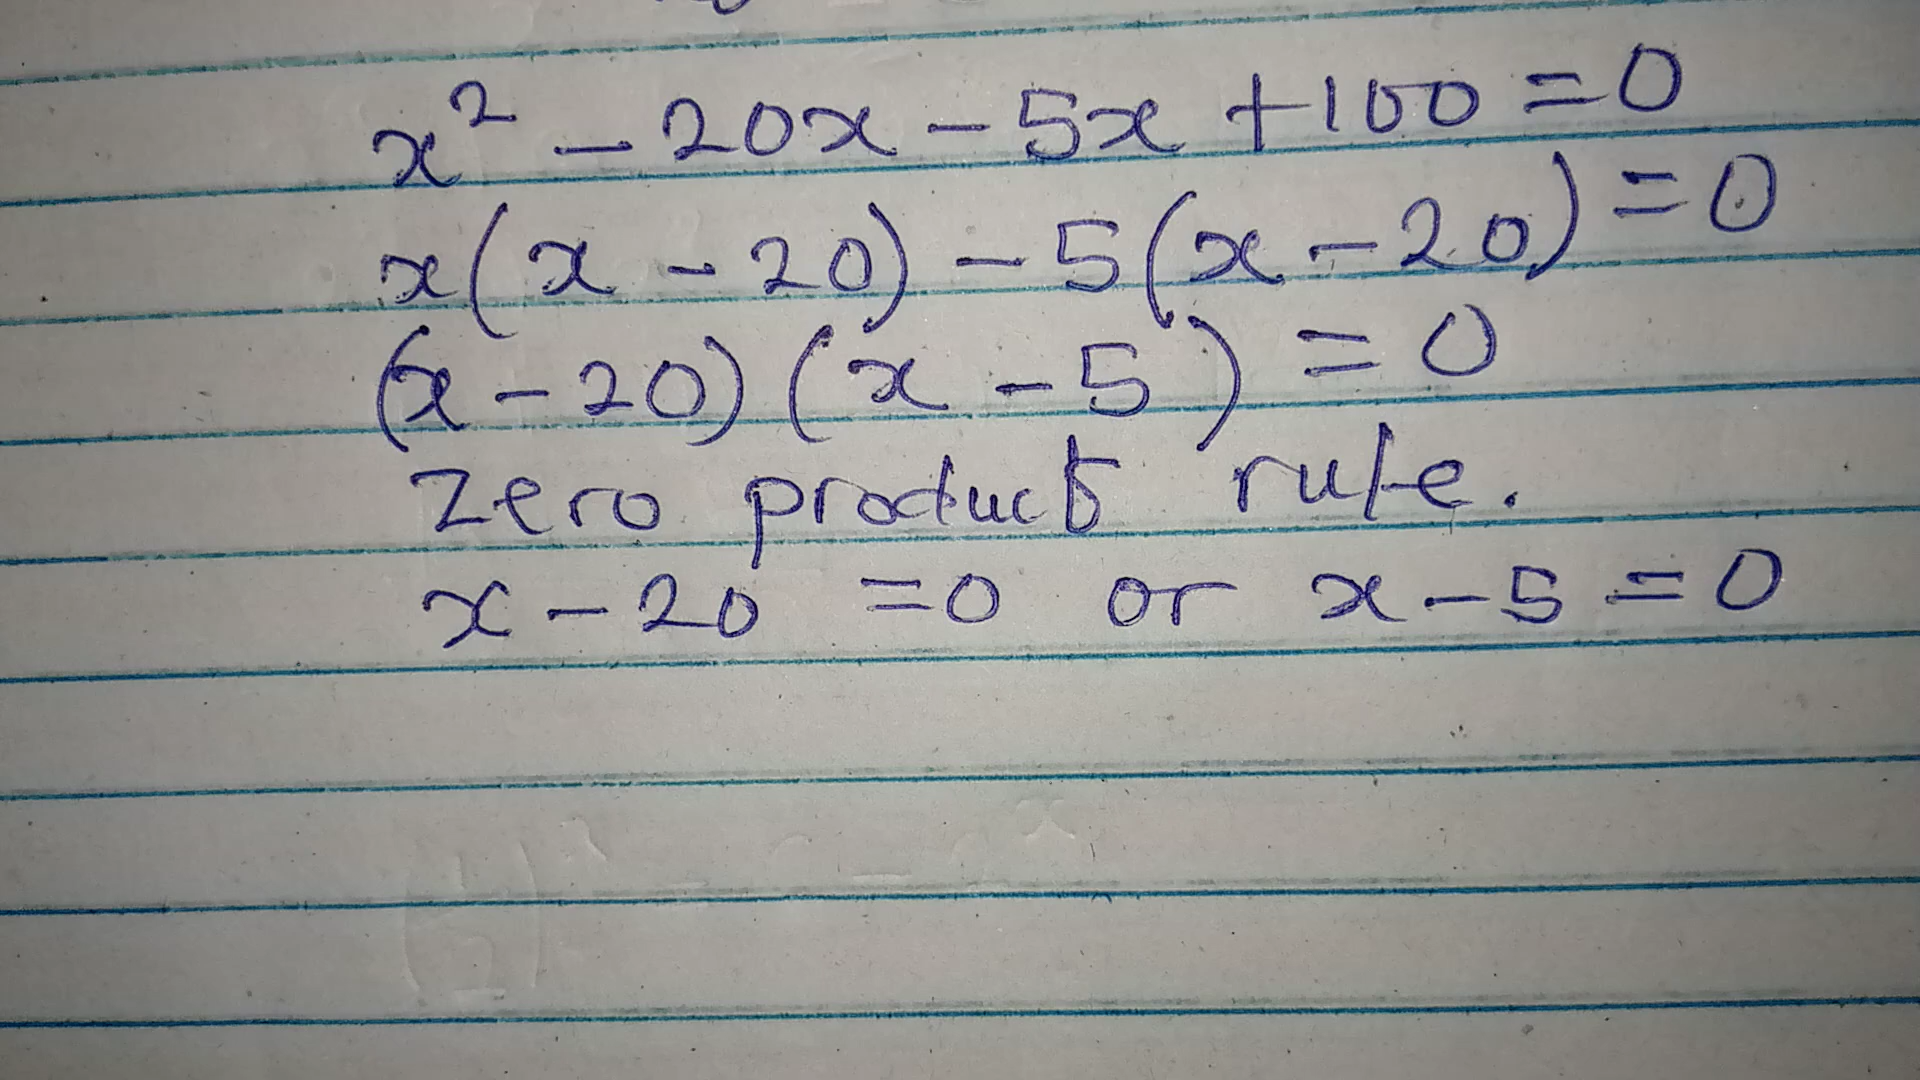 x² - 20x - 5x + 100 = 0
x(x - 20) - 5(x - 20) = 0
(x - 20)(x - 5) = 0
Zero product rule.
x - 20 = 0 or x - 5 = 0